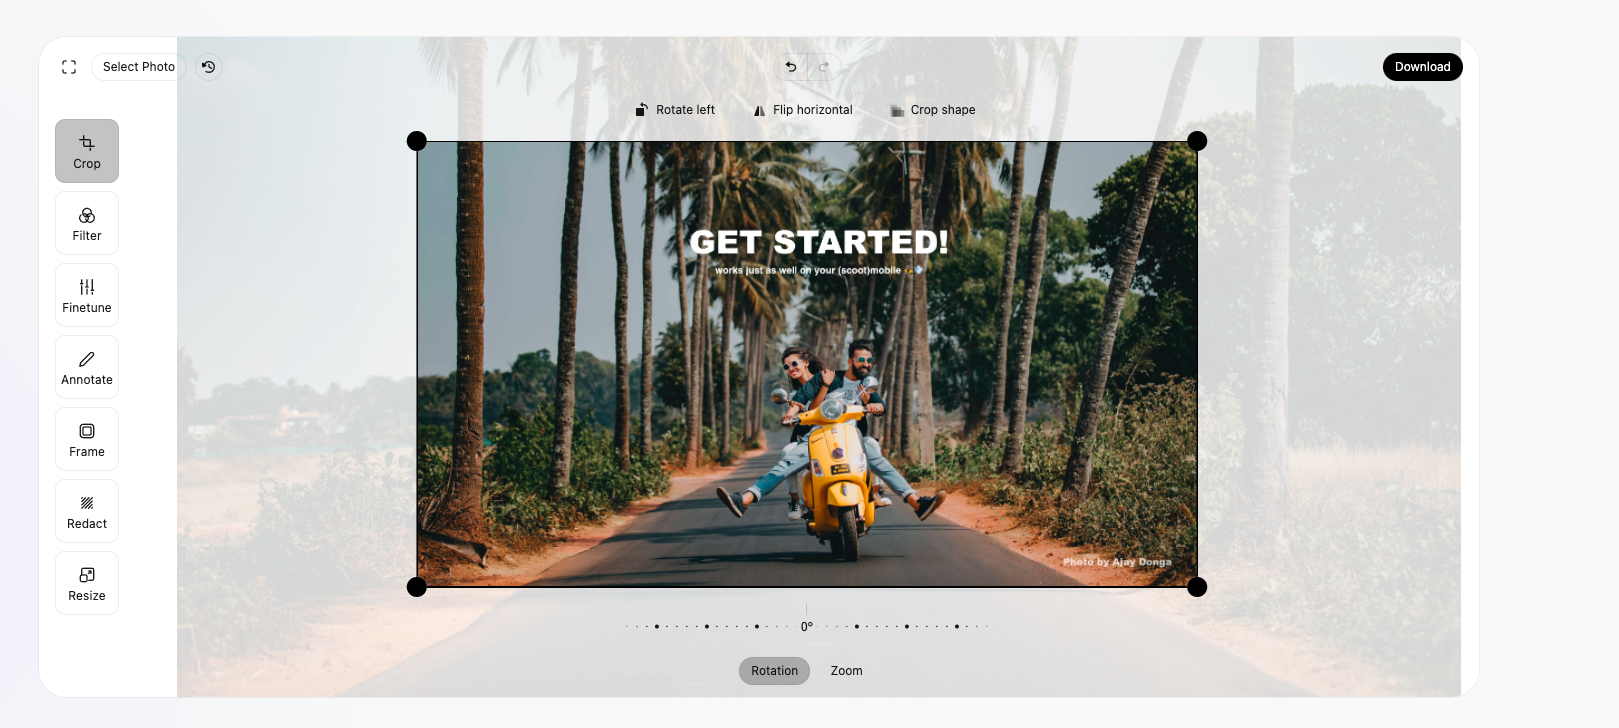 Select Photo
Download
Rotate left
Flip horizontal
Crop shape
Crop
Filter
Finetune
Annotate
Frame
Redact
Resize
GET STARTED!
works just as well on your (scoot)mobile 🛵💨
Photo by Ajay Donga
0°
Rotation
Zoom